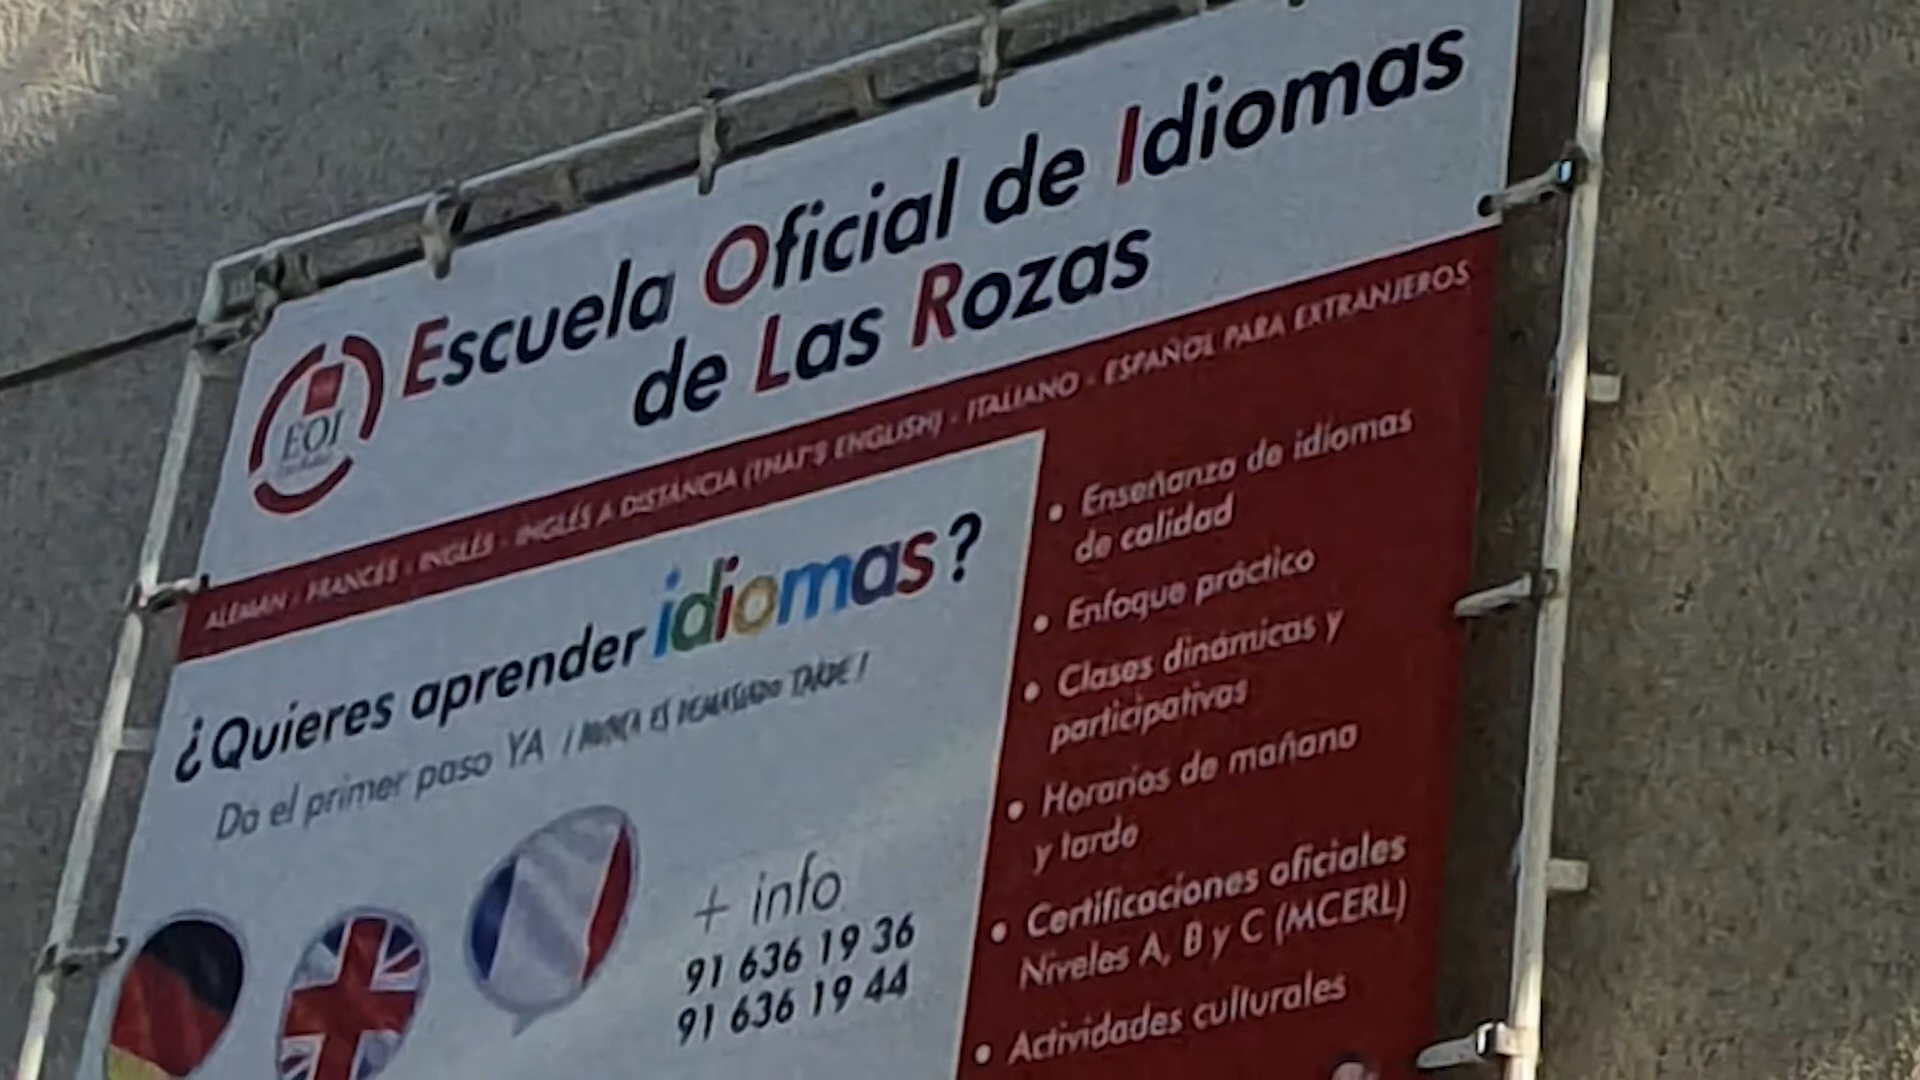 Escuela Oficial de Idiomas
de Las Rozas
EOI
ALEMÁN - FRANCÉS - INGLÉS - INGLÉS A DISTANCIA (THAT'S ENGLISH) - ITALIANO - ESPAÑOL PARA EXTRANJEROS
¿Quieres aprender idiomas?
Da el primer paso YA ¡NUNCA ES DEMASIADO TARDE!
+ info
91 636 19 36
91 636 19 44
• Enseñanza de idiomas
de calidad
• Enfoque práctico
• Clases dinámicas y
participativas
• Horarios de mañana
y tarde
• Certificaciones oficiales
Niveles A, B y C (MCERL)
• Actividades culturales